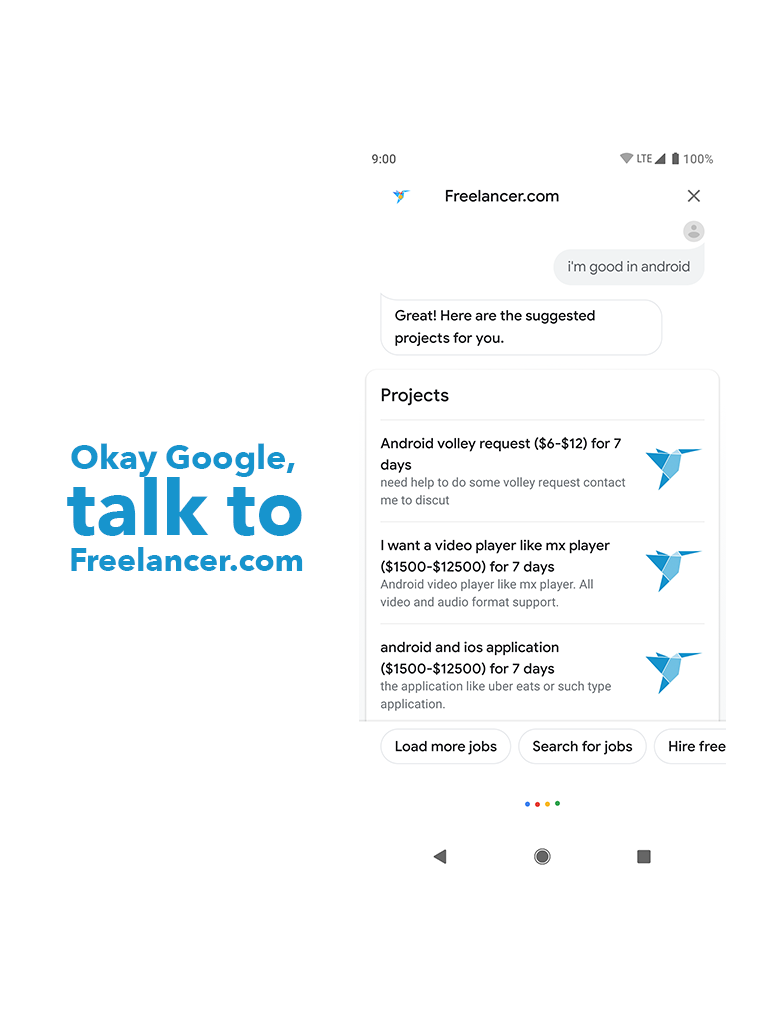 Okay Google,
talk to
Freelancer.com
9:00
LTE 100%
Freelancer.com
i'm good in android
Great! Here are the suggested
projects for you.
Projects
Android volley request ($6-$12) for 7
days
need help to do some volley request contact
me to discut
I want a video player like mx player
($1500-$12500) for 7 days
Android video player like mx player. All
video and audio format support.
android and ios application
($1500-$12500) for 7 days
the application like uber eats or such type
application.
Load more jobs Search for jobs Hire free